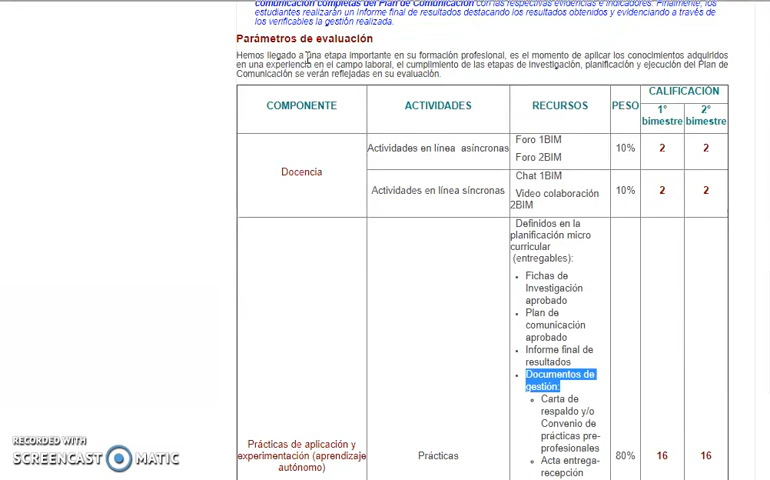 comunicación completas del Plan de Comunicación con las respectivas evidencias e indicadores. Finalmente, los
estudiantes realizarán un informe final de resultados destacando los resultados obtenidos y evidenciando a través de
los verificables la gestión realizada.
Parámetros de evaluación
Hemos llegado a una etapa importante en su formación profesional, es el momento de aplicar los conocimientos adquiridos
en una experiencia en el campo laboral, el cumplimiento de las etapas de investigación, planificación y ejecución del Plan de
Comunicación se verán reflejadas en su evaluación.
COMPONENTE ACTIVIDADES RECURSOS PESO CALIFICACIÓN
1° bimestre 2° bimestre
Docencia
Actividades en línea asíncronas
Foro 1BIM
Foro 2BIM
10% 2 2
Actividades en línea síncronas
Chat 1BIM
Video colaboración
2BIM
10% 2 2
Prácticas de aplicación y
experimentación (aprendizaje
autónomo)
Prácticas
Definidos en la
planificación micro
curricular
(entregables):
• Fichas de
Investigación
aprobado
• Plan de
comunicación
aprobado
• Informe final de
resultados
• Documentos de
gestión:
Carta de
respaldo y/o
Convenio de
prácticas pre-
profesionales
Acta entrega-
recepción
80% 16 16
RECORDED WITH
SCREENCAST MATIC